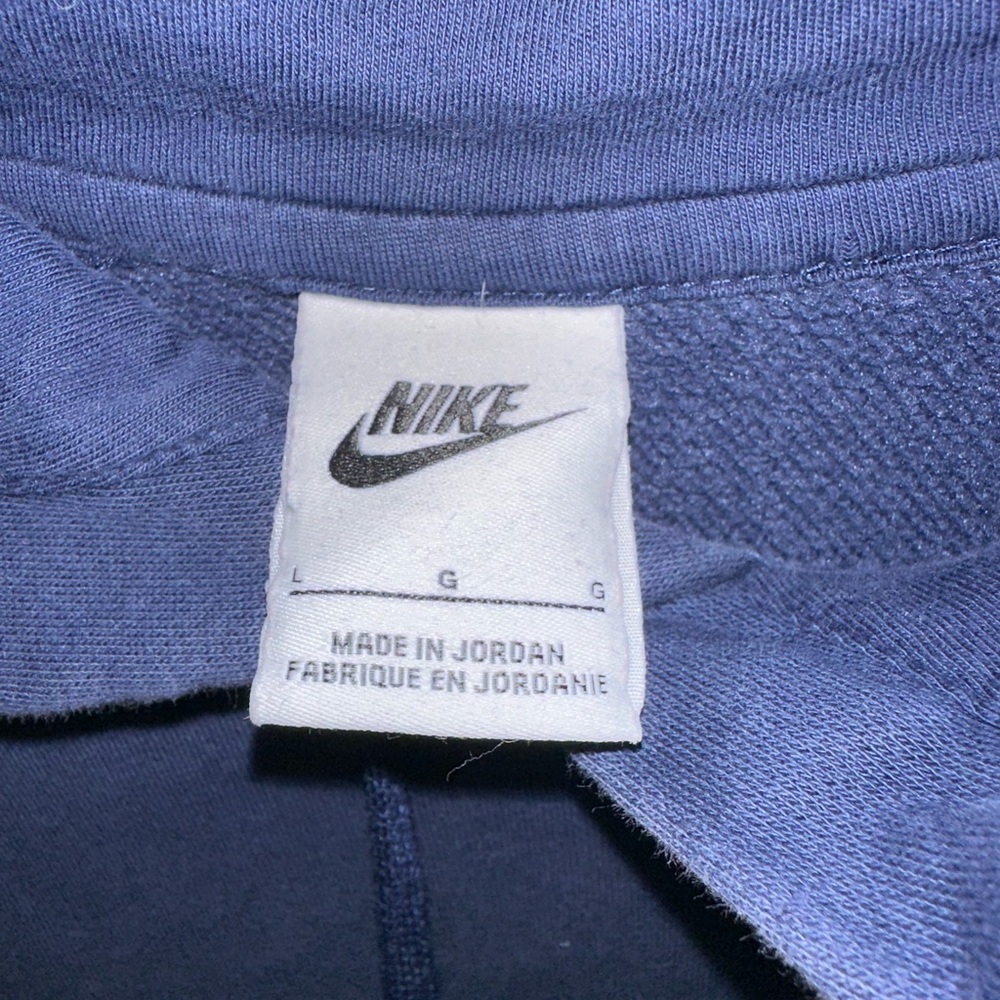 NIKE
L G G
MADE IN JORDAN
FABRIQUE EN JORDANIE